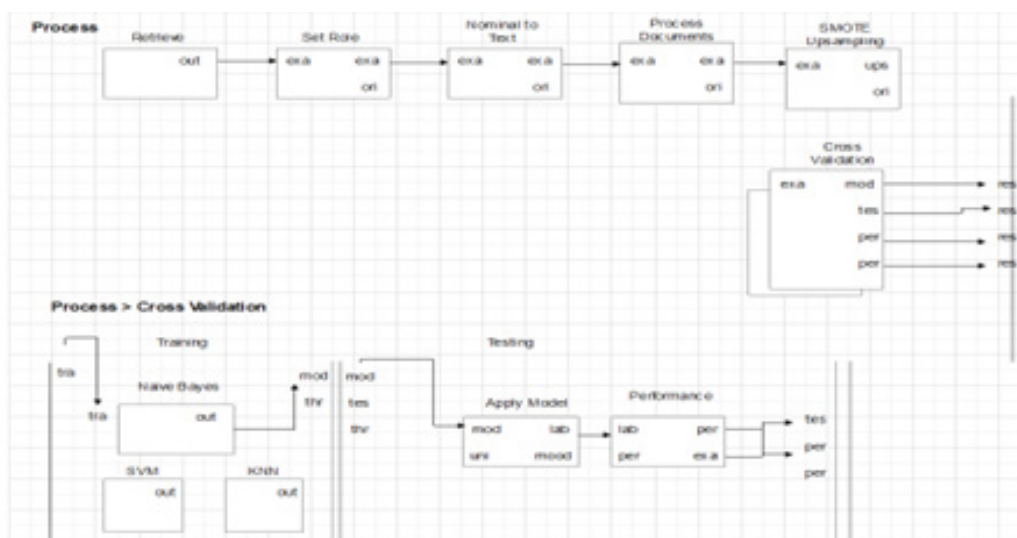 Process
Retrieve
Set Role
Nominal to
Text
Process
Documents
SMOTE
Upsampling
out
exa exa
ori
exa exa
ori
exa exa
ori
exa ups
ori
Cross
Validation
exa mod
tes
per
per
res
res
res
res
Process > Cross Validation
Training
Testing
tra
tra
Naive Bayes
out
mod
thr
SVM
out
KNN
out
mod
tes
thr
Apply Model
mod lab
uni mood
Performance
lab per
per exa
tes
per
per